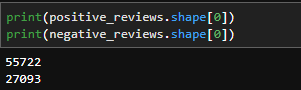 print(positive_reviews.shape[0])
print(negative_reviews.shape[0])
55722
27093